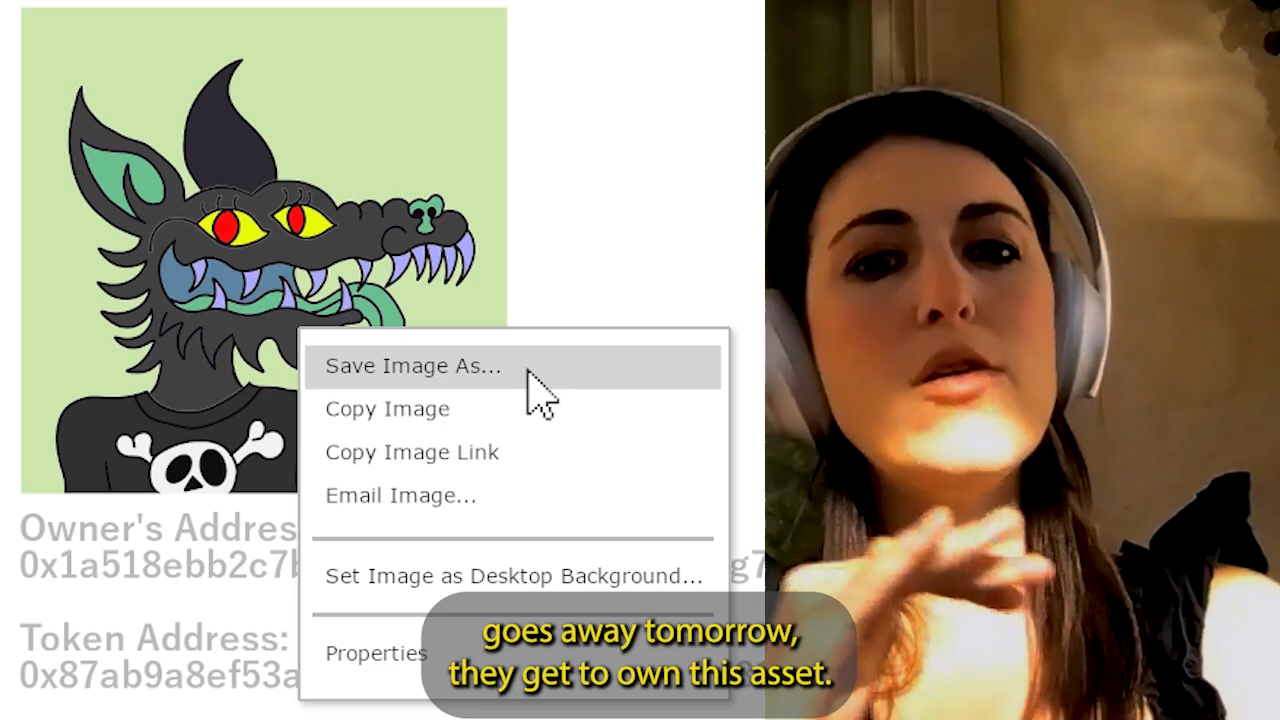 Save Image As...
Copy Image
Copy Image Link
Email Image...
Owner's Addres
0x1a518ebb2c7b
g7
Set Image as Desktop Background...
Token Address:
0x87ab9a8ef53a
Properties
goes away tomorrow,
they get to own this asset.